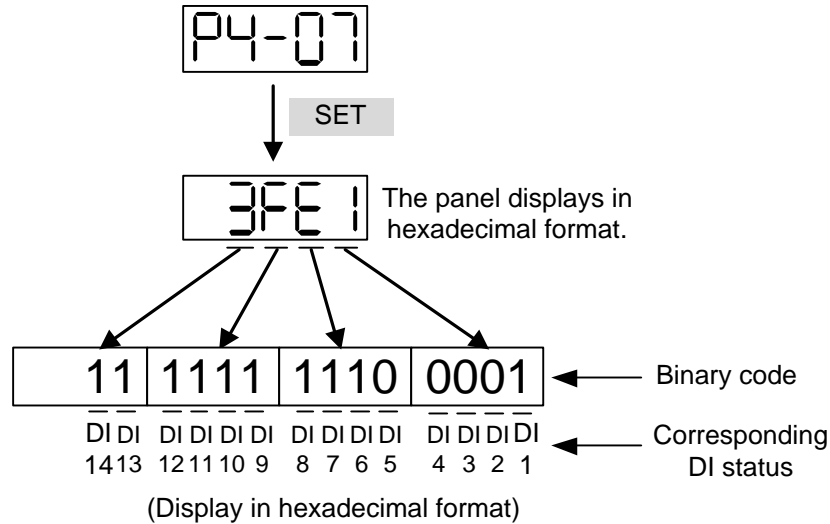 P4-07
SET
3FE1
The panel displays in
hexadecimal format.
11 1111 1110 0001
Binary code
DI DI DI DI DI DI DI DI DI DI DI DI DI DI
14 13 12 11 10 9 8 7 6 5 4 3 2 1
Corresponding
DI status
(Display in hexadecimal format)